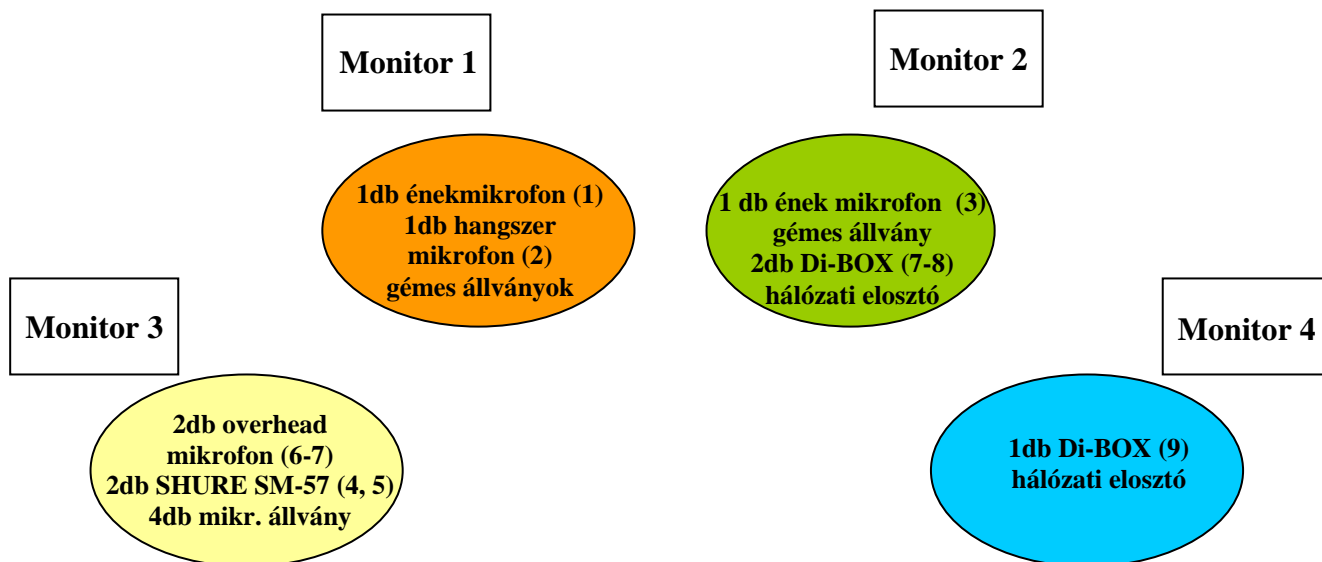 Monitor 1
Monitor 2
1db énekmikrofon (1)
1db hangszer
mikrofon (2)
gémes állványok
1 db ének mikrofon (3)
gémes állvány
2db Di-BOX (7-8)
hálózati elosztó
Monitor 3
Monitor 4
2db overhead
mikrofon (6-7)
2db SHURE SM-57 (4, 5)
4db mikr. állvány
1db Di-BOX (9)
hálózati elosztó